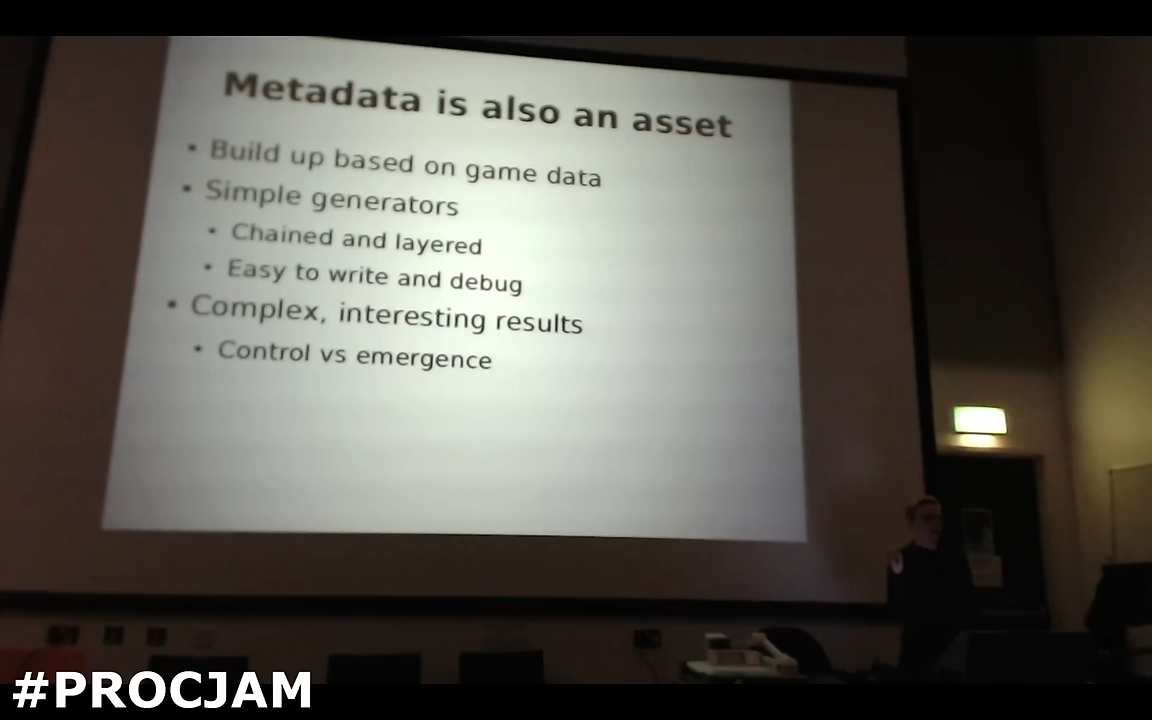 Metadata is also an asset
• Build up based on game data
• Simple generators
• Chained and layered
• Easy to write and debug
• Complex, interesting results
• Control vs emergence
#PROCJAM